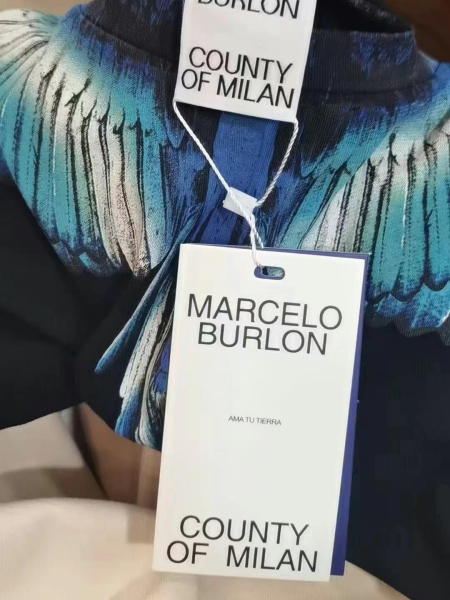 BURLON
COUNTY
OF MILAN
MARCELO
BURLON
AMA TU TIERRA
COUNTY
OF MILAN